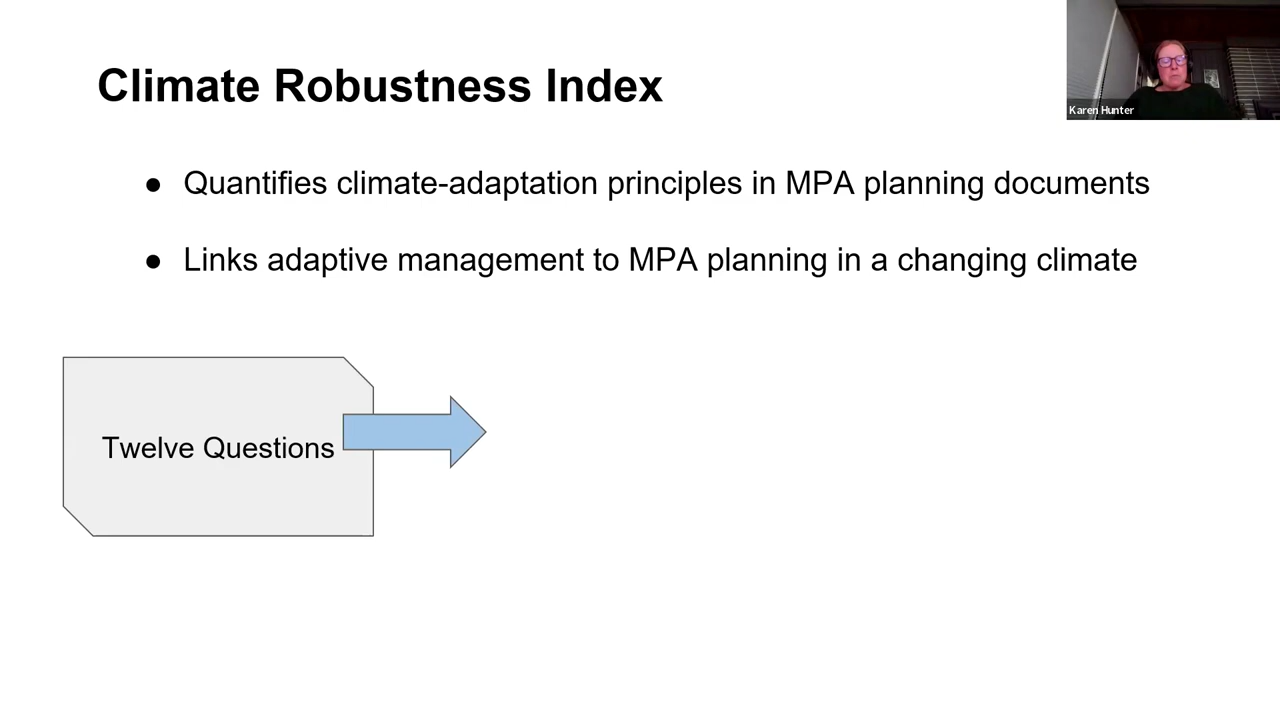 Climate Robustness Index
Karen Hunter
● Quantifies climate-adaptation principles in MPA planning documents
● Links adaptive management to MPA planning in a changing climate
Twelve Questions